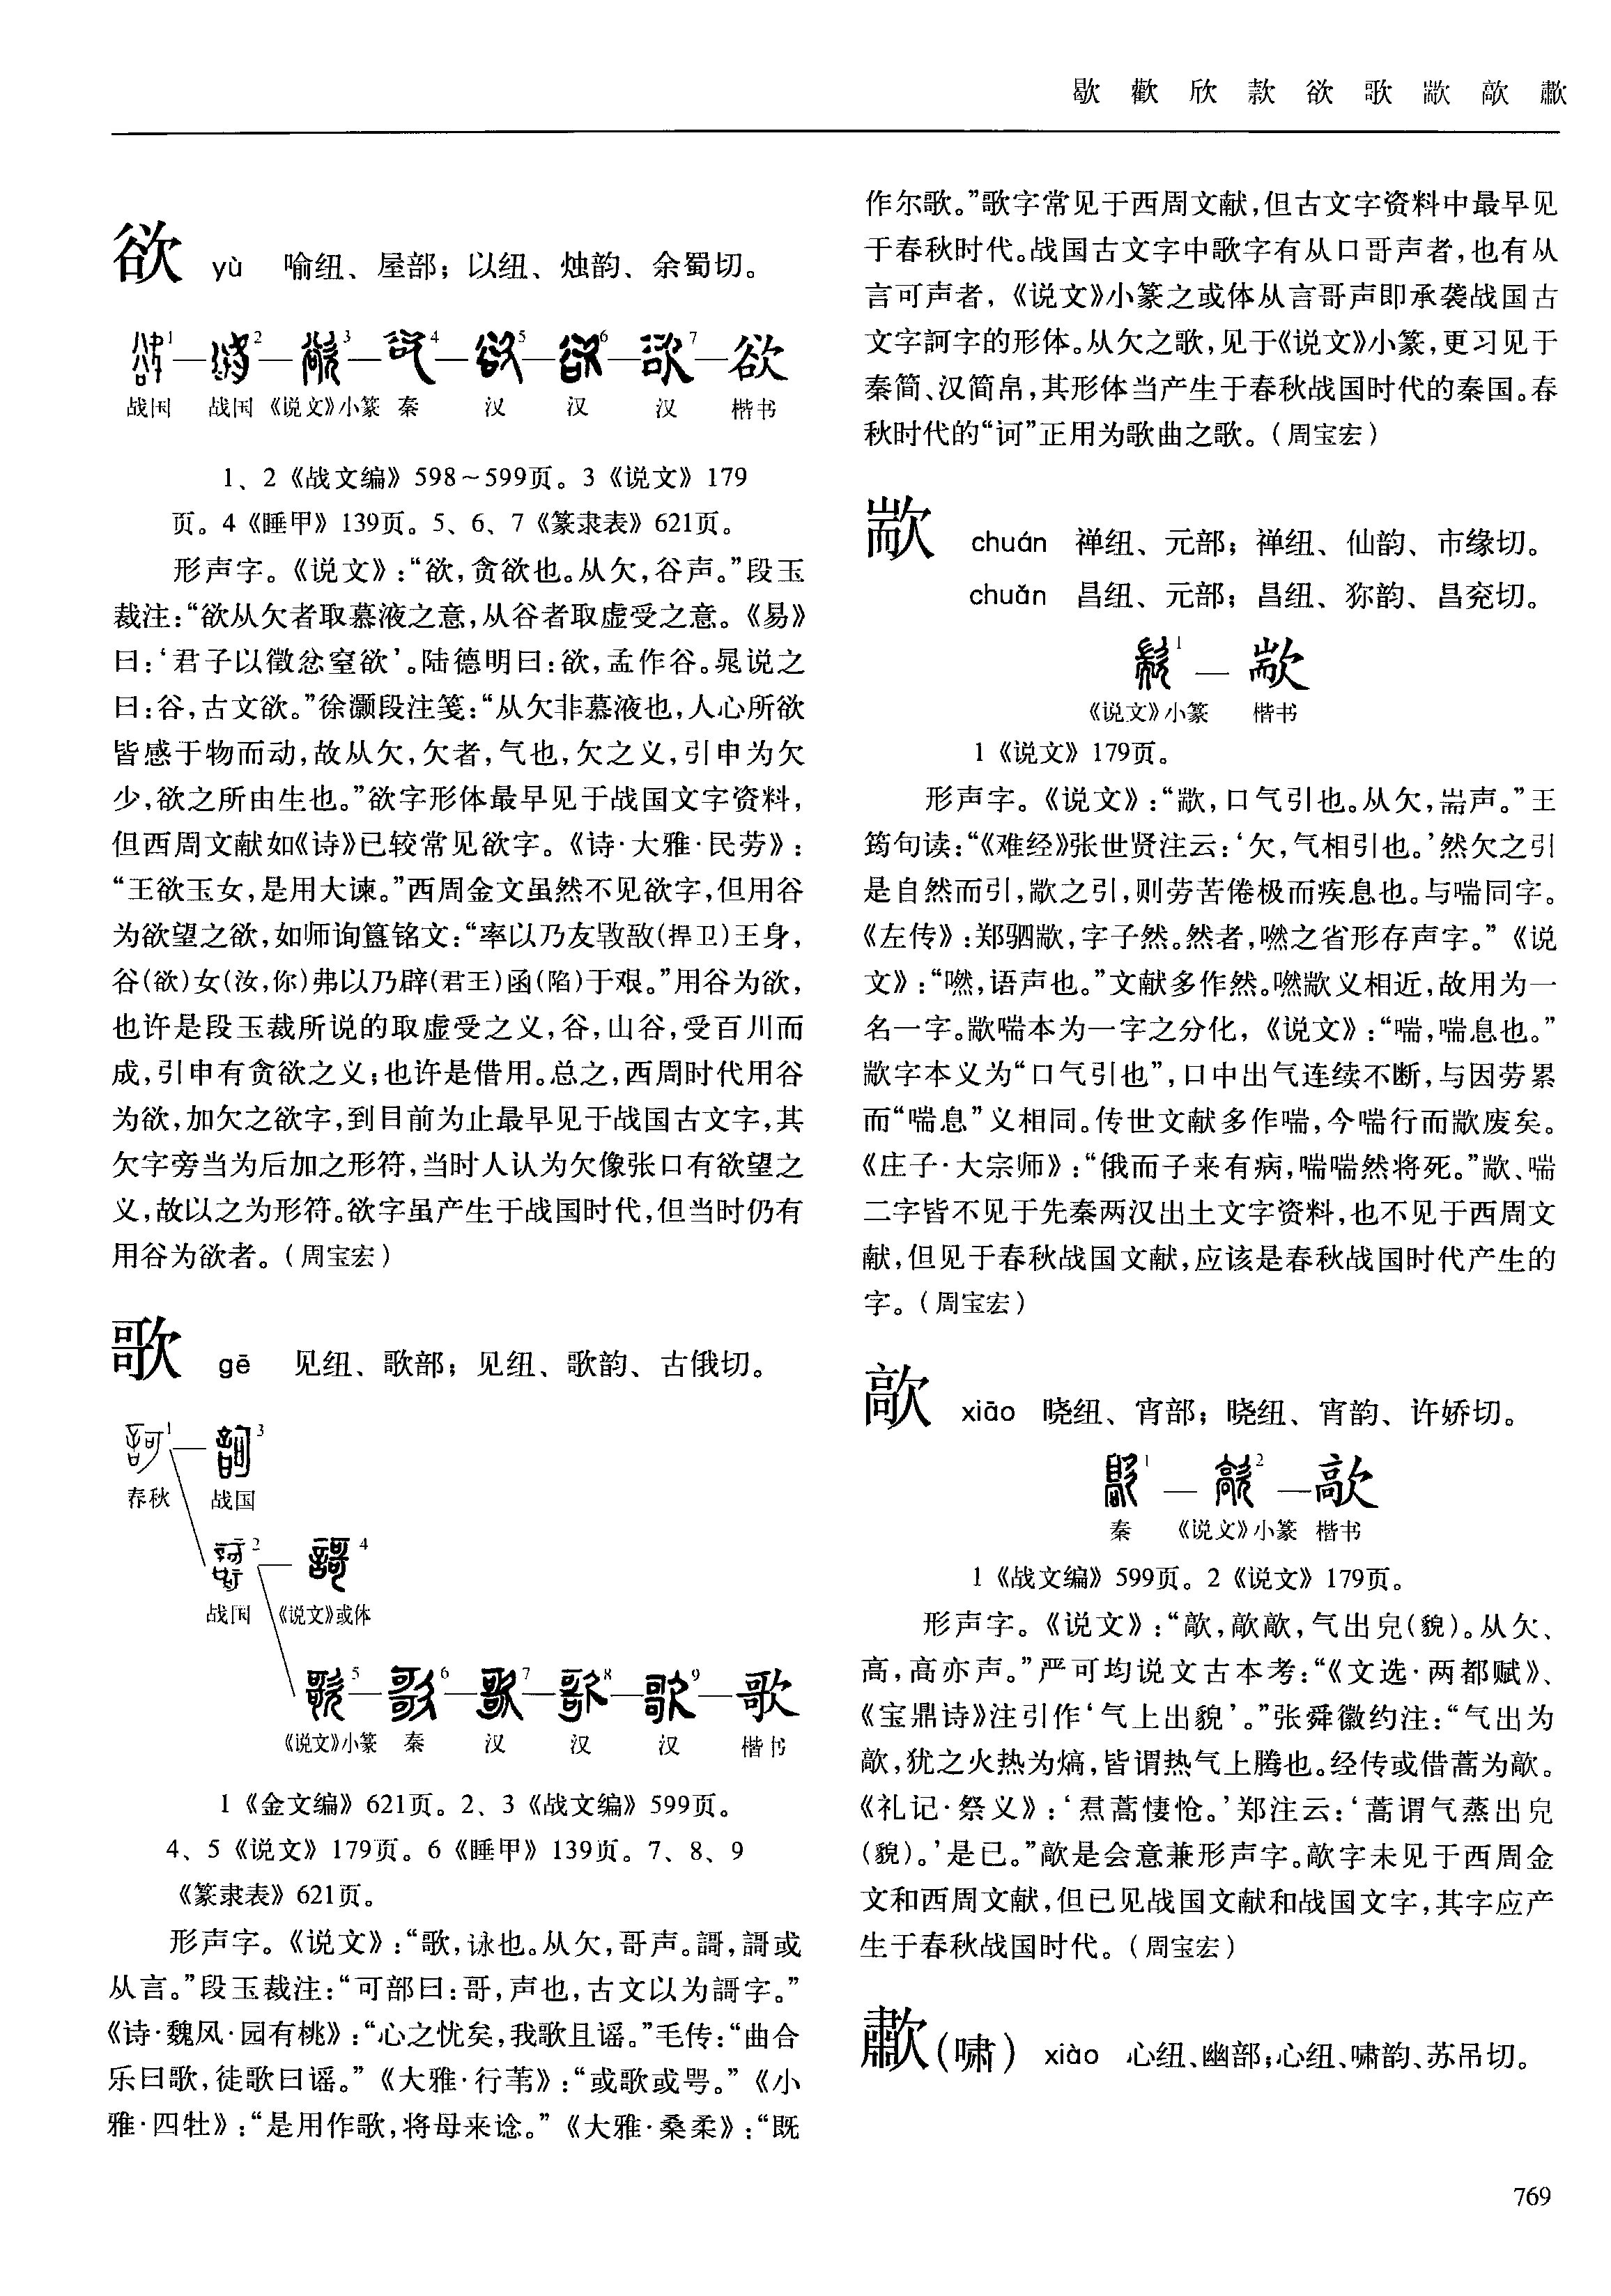 歇 歡 欣 款 欲 歌 歂 歊 歗
欲 yù 喻纽、屋部；以纽、烛韵、余蜀切。
1 2 3 4 5 6 7 欲
战国 战国 《说文》小篆 秦 汉 汉 汉 楷书
1、2《战文编》598～599页。3《说文》179
页。4《睡甲》139页。5、6、7《篆隶表》621页。
形声字。《说文》：“欲，贪欲也。从欠，谷声。”段玉
裁注：“欲从欠者取慕液之意，从谷者取虚受之意。《易》
曰：‘君子以徵忿窒欲’。陆德明曰：欲，孟作谷。晁说之
曰：谷，古文欲。”徐灏段注笺：“从欠非慕液也，人心所欲
皆感于物而动，故从欠，欠者，气也，欠之义，引申为欠
少，欲之所由生也。”欲字形体最早见于战国文字资料，
但西周文献如《诗》已较常见欲字。《诗·大雅·民劳》：
“王欲玉女，是用大谏。”西周金文虽然不见欲字，但用谷
为欲望之欲，如师询簋铭文：“率以乃友敦敔(捍卫)王身，
谷(欲)女(汝，你)弗以乃辟(君王)函(陷)于艰。”用谷为欲，
也许是段玉裁所说的取虚受之义，谷，山谷，受百川而
成，引申有贪欲之义；也许是借用。总之，西周时代用谷
为欲，加欠之欲字，到目前为止最早见于战国古文字，其
欠字旁当为后加之形符，当时人认为欠像张口有欲望之
义，故以之为形符。欲字虽产生于战国时代，但当时仍有
用谷为欲者。（周宝宏）
歌 gē 见纽、歌部；见纽、歌韵、古俄切。
1 3
春秋 战国
2 4
战国 《说文》或体
5 6 7 8 9 歌
《说文》小篆 秦 汉 汉 汉 楷书
1《金文编》621页。2、3《战文编》599页。
4、5《说文》179页。6《睡甲》139页。7、8、9
《篆隶表》621页。
形声字。《说文》：“歌，咏也。从欠，哥声。謌，謌或
从言。”段玉裁注：“可部曰：哥，声也，古文以为謌字。”
《诗·魏风·园有桃》：“心之忧矣，我歌且谣。”毛传：“曲合
乐曰歌，徒歌曰谣。”《大雅·行苇》：“或歌或咢。”《小
雅·四牡》：“是用作歌，将母来谂。”《大雅·桑柔》：“既
作尔歌。”歌字常见于西周文献，但古文字资料中最早见
于春秋时代。战国古文字中歌字有从口哥声者，也有从
言可声者，《说文》小篆之或体从言哥声即承袭战国古
文字訶字的形体。从欠之歌，见于《说文》小篆，更习见于
秦简、汉简帛，其形体当产生于春秋战国时代的秦国。春
秋时代的“诃”正用为歌曲之歌。（周宝宏）
歂 chuán 禅纽、元部；禅纽、仙韵、市缘切。
chuǎn 昌纽、元部；昌纽、狝韵、昌兖切。
1 — 歂
《说文》小篆 楷书
1《说文》179页。
形声字。《说文》：“歂，口气引也。从欠，耑声。”王
筠句读：“《难经》张世贤注云：‘欠，气相引也。’然欠之引
是自然而引，歂之引，则劳苦倦极而疾息也。与喘同字。
《左传》：郑驷歂，字子然。然者，嘫之省形存声字。”《说
文》：“嘫，语声也。”文献多作然。嘫歂义相近，故用为一
名一字。歂喘本为一字之分化，《说文》：“喘，喘息也。”
歂字本义为“口气引也”，口中出气连续不断，与因劳累
而“喘息”义相同。传世文献多作喘，今喘行而歂废矣。
《庄子·大宗师》：“俄而子来有病，喘喘然将死。”歂、喘
二字皆不见于先秦两汉出土文字资料，也不见于西周文
献，但见于春秋战国文献，应该是春秋战国时代产生的
字。（周宝宏）
歊 xiāo 晓纽、宵部；晓纽、宵韵、许娇切。
1 — 2 — 歊
秦 《说文》小篆 楷书
1《战文编》599页。2《说文》179页。
形声字。《说文》：“歊，歊歊，气出皃(貌)。从欠、
高，高亦声。”严可均说文古本考：“《文选·两都赋》、
《宝鼎诗》注引作‘气上出貌’。”张舜徽约注：“气出为
歊，犹之火热为熇，皆谓热气上腾也。经传或借蒿为歊。
《礼记·祭义》：‘焄蒿悽怆。’郑注云：‘蒿谓气蒸出皃
(貌)。’是已。”歊是会意兼形声字。歊字未见于西周金
文和西周文献，但已见战国文献和战国文字，其字应产
生于春秋战国时代。（周宝宏）
歗（啸） xiào 心纽、幽部；心纽、啸韵、苏吊切。
769